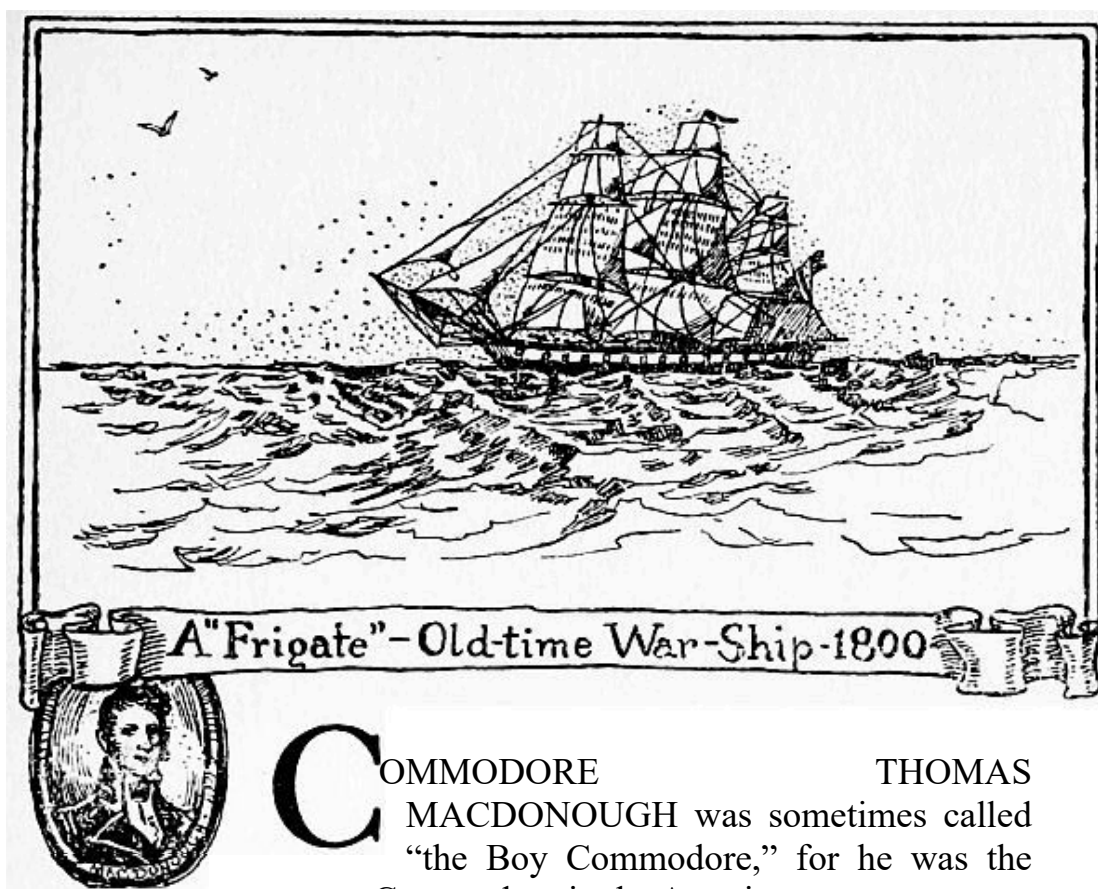 A "Frigate" – Old-time War-Ship - 1800-
MACDONOUGH
COMMODORE THOMAS
MACDONOUGH was sometimes called
“the Boy Commodore,” for he was the